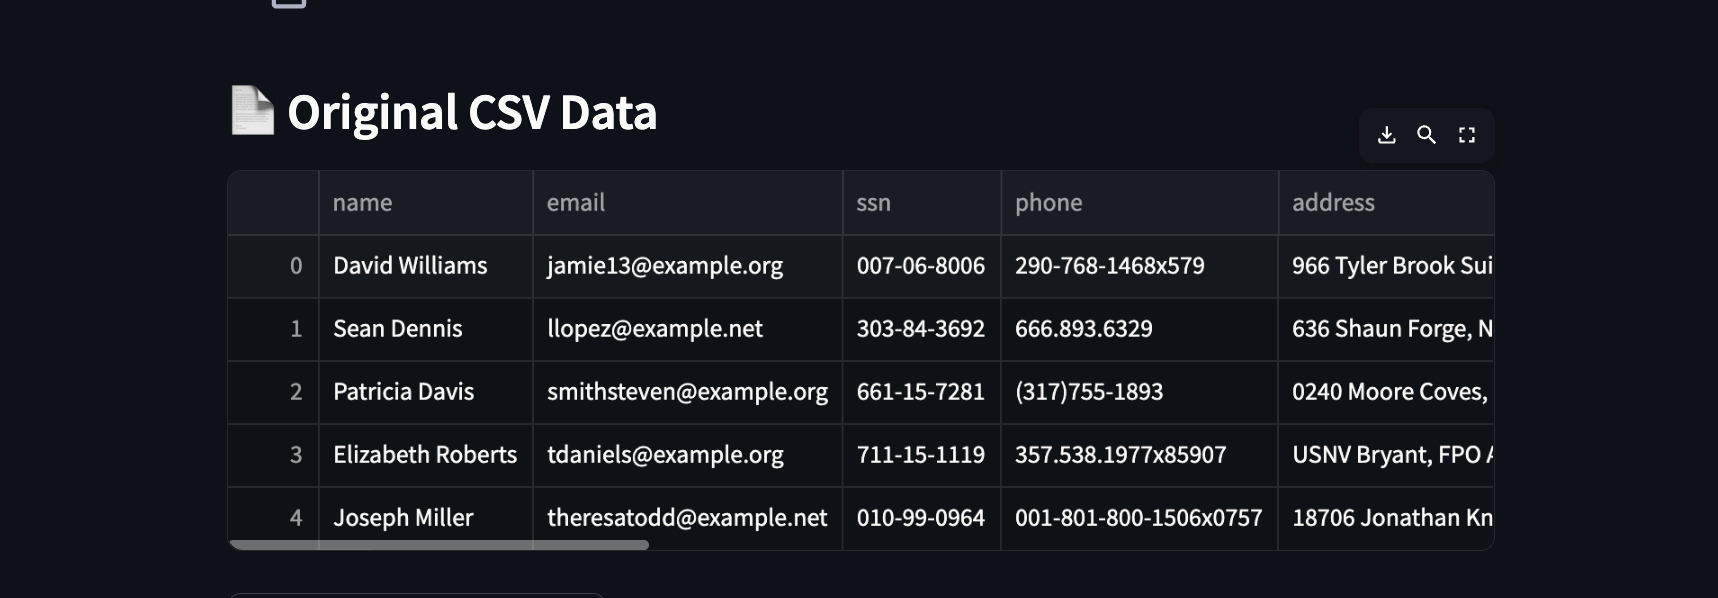 Original CSV Data
name email ssn phone address
0 David Williams jamie13@example.org 007-06-8006 290-768-1468x579 966 Tyler Brook Sui
1 Sean Dennis llopez@example.net 303-84-3692 666.893.6329 636 Shaun Forge, N
2 Patricia Davis smithsteven@example.org 661-15-7281 (317)755-1893 0240 Moore Coves,
3 Elizabeth Roberts tdaniels@example.org 711-15-1119 357.538.1977x85907 USNV Bryant, FPO A
4 Joseph Miller theresatodd@example.net 010-99-0964 001-801-800-1506x0757 18706 Jonathan Kn